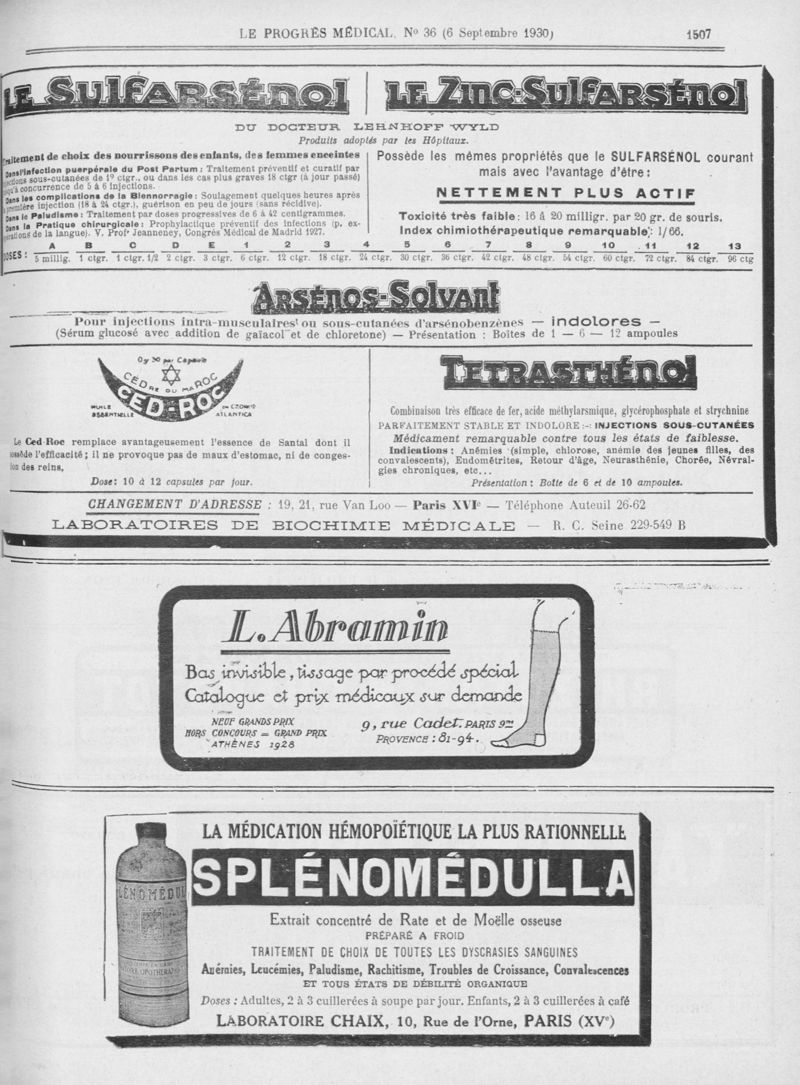 LE PROGRÈS MÉDICAL, No 36 (6 Septembre 1930)
1507
LE SULFARSÉNOL
LE ZINC-SULFARSÉNOL
DU DOCTEUR LEHNHOFF WYLD
Produits adoptés par les Hôpitaux.
Traitement de choix des nourrissons des enfants, des femmes enceintes
Dans l'infection puerpérale du Post Partum : Traitement préventif et curatif par
injections sous-cutanées de 1º ctgr., ou dans les cas plus graves 18 ctgr (à jour passé)
jusqu'à concurrence de 5 à 6 injections.
Dans les complications de la Biennorragie : Soulagement quelques heures après
la première injection (18 à 24 ctgr.), guérison en peu de jours (sans récidive).
Dans le Paludisme : Traitement par doses progressives de 6 à 42 centigrammes.
Dans la Pratique chirurgicale : Prophylactique préventif des infections (p. ex-
opérations de la langue). V. Profr Jeanneney, Congrès Médical de Madrid 1927.
Possède les mêmes propriétés que le SULFARSÉNOL courant
mais avec l'avantage d'être :
NETTEMENT PLUS ACTIF
Toxicité très faible : 16 à 20 milligr. par 20 gr. de souris.
Index chimiothérapeutique remarquable : 1/66.
A B C D E 1 2 3 4 5 6 7 8 9 10 11 12 13
DOSES : 5 millig. 1 ctgr. 1 ctgr. 1/2 2 ctgr. 3 ctgr. 6 ctgr. 12 ctgr. 18 ctgr. 24 ctgr. 30 ctgr. 36 ctgr. 42 ctgr. 48 ctgr. 54 ctgr. 60 ctgr. 72 ctgr. 84 ctgr. 96 ctg
ARSÉNOS-SOLVANT
Pour injections intra-musculaires ou sous-cutanées d'arsénobenzènes — indolores —
(Sérum glucosé avec addition de gaïacol et de chloretone) — Présentation : Boîtes de 1 — 6 — 12 ampoules
Oy 30 par Capsule
CÈDRE DU MAROC
CED-ROC
HUILE ESSENTIELLE
ATLANTICA
Le Ced-Roc remplace avantageusement l'essence de Santal dont il
possède l'efficacité ; il ne provoque pas de maux d'estomac, ni de conges-
tion des reins,
Dose: 10 à 12 capsules par jour.
TETRASTHÉNOL
Combinaison très efficace de fer, acide méthylarsmique, glycérophosphate et strychnine
PARFAITEMENT STABLE ET INDOLORE :-: INJECTIONS SOUS-CUTANÉES
Médicament remarquable contre tous les états de faiblesse.
Indications : Anémies (simple, chlorose, anémie des jeunes filles, des
convalescents), Endométrites, Retour d'âge, Neurasthénie, Chorée, Névral-
gies chroniques, etc...
Présentation : Boîte de 6 et de 10 ampoules.
CHANGEMENT D'ADRESSE : 19, 21, rue Van Loo — Paris XVIe — Téléphone Auteuil 26-62
LABORATOIRES DE BIOCHIMIE MÉDICALE — R. C. Seine 229-549 B
L. Abramin
Bas invisible, tissage par procédé spécial
Catalogue et prix médicaux sur demande
NEUF GRANDS PRIX
HORS CONCOURS = GRAND PRIX
ATHÈNES 1928
9, rue Cadet. PARIS 9me
PROVENCE : 81-94.
LA MÉDICATION HÉMOPOÏÉTIQUE LA PLUS RATIONNELLE
SPLÉNOMÉDULLA
Extrait concentré de Rate et de Moëlle osseuse
PRÉPARÉ A FROID
TRAITEMENT DE CHOIX DE TOUTES LES DYSCRASIES SANGUINES
Anémies, Leucémies, Paludisme, Rachitisme, Troubles de Croissance, Convalescences
ET TOUS ÉTATS DE DÉBILITÉ ORGANIQUE
Doses : Adultes, 2 à 3 cuillerées à soupe par jour. Enfants, 2 à 3 cuillerées à café
LABORATOIRE CHAIX, 10, Rue de l'Orne, PARIS (XVe)